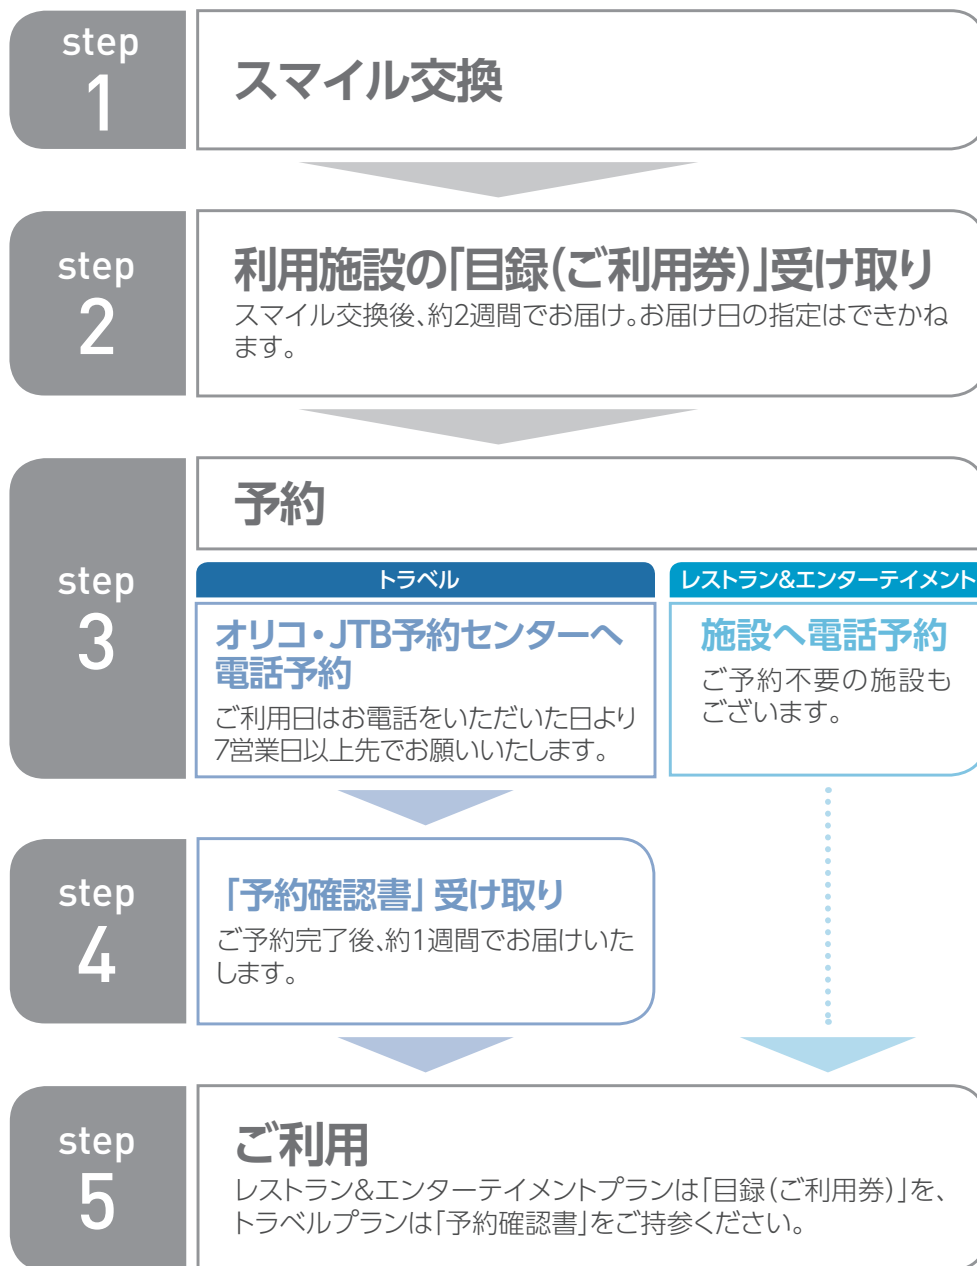 step
1
スマイル交換
step
2
利用施設の「目録(ご利用券)」受け取り
スマイル交換後、約2週間でお届け。お届け日の指定はできかね
ます。
step
3
予約
トラベル
オリコ・JTB予約センターへ
電話予約
ご利用日はお電話をいただいた日より
7営業日以上先でお願いいたします。
レストラン&エンターテイメント
施設へ電話予約
ご予約不要の施設も
ございます。
step
4
「予約確認書」受け取り
ご予約完了後、約1週間でお届けいた
します。
step
5
ご利用
レストラン&エンターテイメントプランは「目録(ご利用券)」を、
トラベルプランは「予約確認書」をご持参ください。